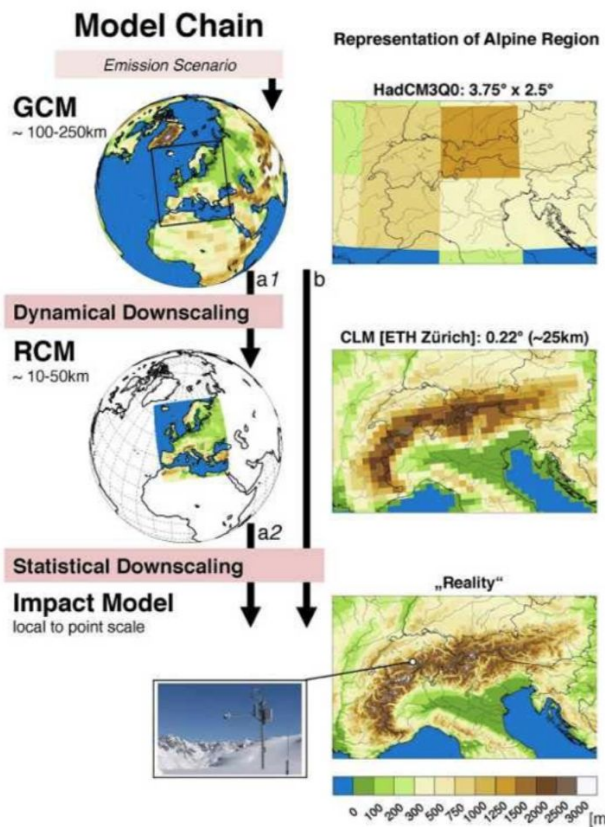 Model Chain
Emission Scenario
GCM
~ 100-250km
a1
b
Dynamical Downscaling
RCM
~ 10-50km
a2
Statistical Downscaling
Impact Model
local to point scale
Representation of Alpine Region
HadCM3Q0: 3.75° x 2.5°
CLM [ETH Zürich]: 0.22° (~25km)
„Reality“
0 100 200 300 500 750 1000 1250 1500 2000 2500 3000 [m